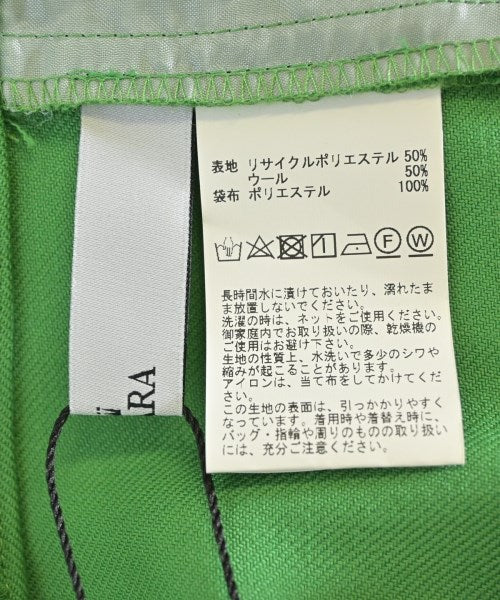 表地 リサイクルポリエステル 50%
ウール 50%
袋布 ポリエステル 100%
F W
長時間水に漬けておいたり、濡れたま
ま放置しないでください。
洗濯の時は、ネットをご使用ください。
御家庭内でお取り扱いの際、乾燥機の
ご使用はお避け下さい。
生地の性質上、水洗いで多少のシワや
縮みが起こることがあります。
アイロンは、当て布をしてかけてくだ
さい。
この生地の表面は、引っかかりやすく
なっています。着用時や着替え時に、
バッグ・指輪や周りのものの取り扱い
には、充分ご注意ください。
ARA